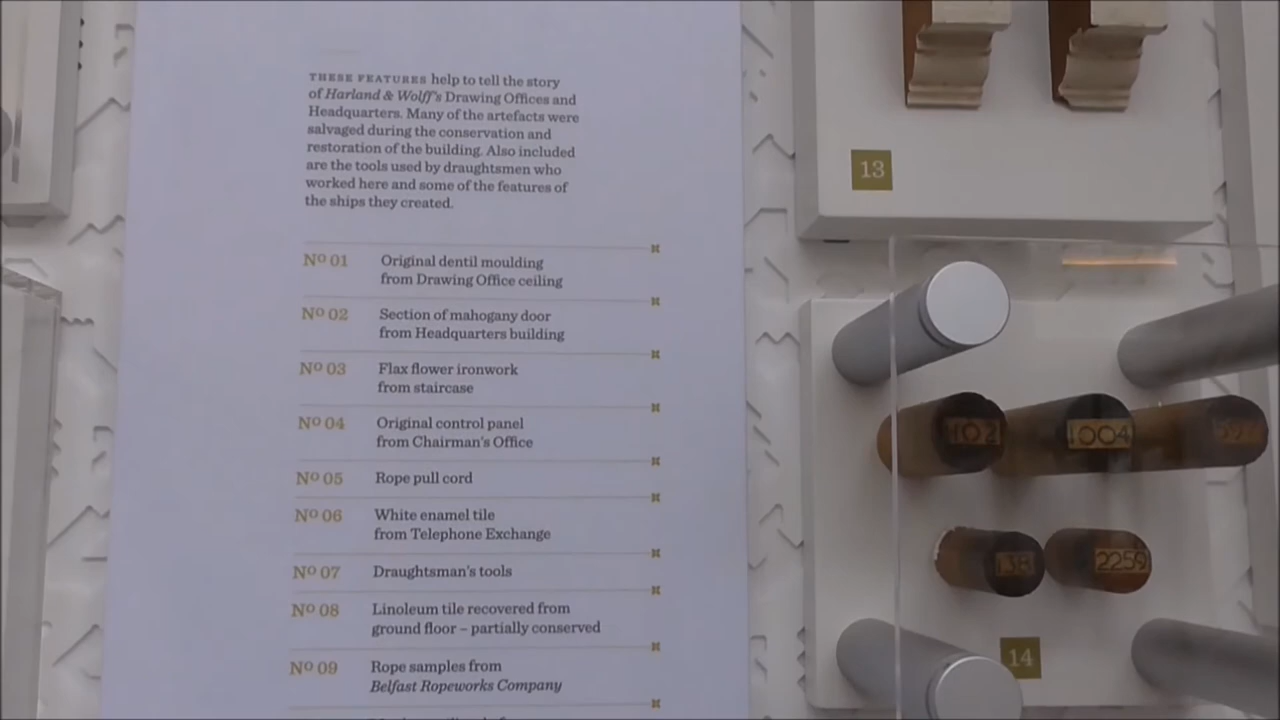 THESE FEATURES help to tell the story
of Harland & Wolff's Drawing Offices and
Headquarters. Many of the artefacts were
salvaged during the conservation and
restoration of the building. Also included
are the tools used by draughtsmen who
worked here and some of the features of
the ships they created.
Nº 01 Original dentil moulding
from Drawing Office ceiling
Nº 02 Section of mahogany door
from Headquarters building
Nº 03 Flax flower ironwork
from staircase
Nº 04 Original control panel
from Chairman's Office
Nº 05 Rope pull cord
Nº 06 White enamel tile
from Telephone Exchange
Nº 07 Draughtsman's tools
Nº 08 Linoleum tile recovered from
ground floor – partially conserved
Nº 09 Rope samples from
Belfast Ropeworks Company
13
1004
2259
14